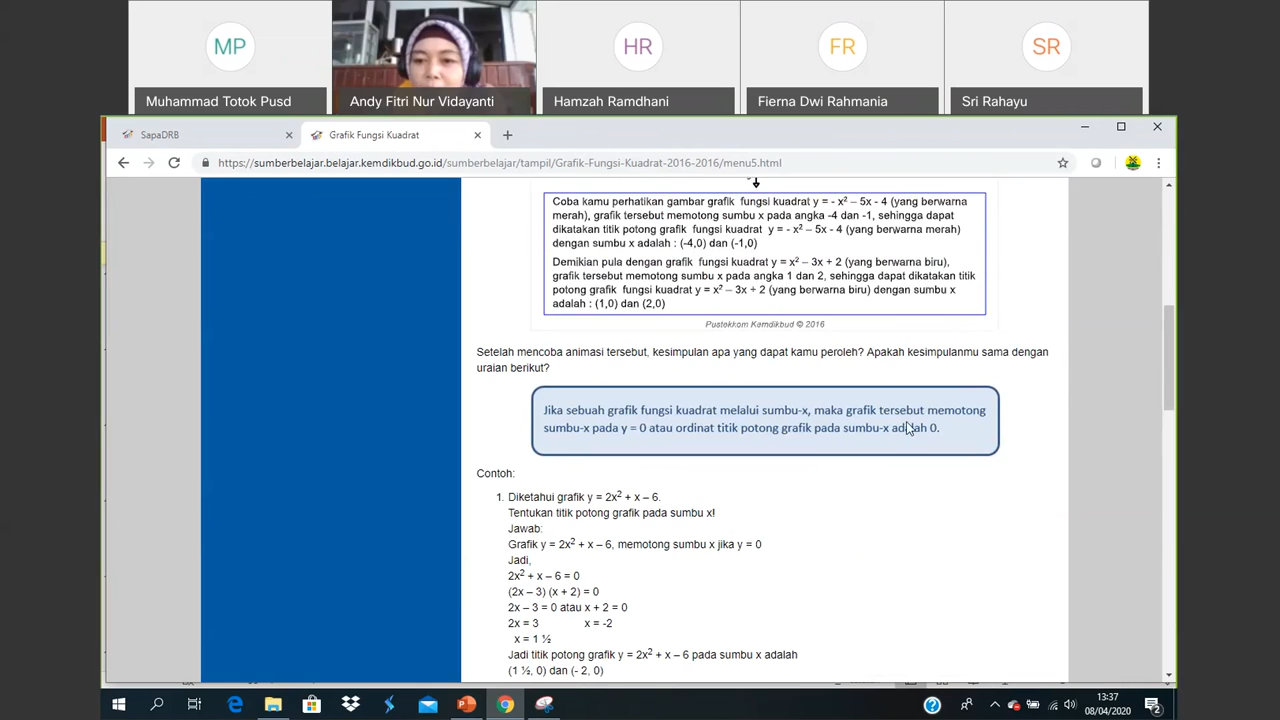 MP
HR
FR
SR
Muhammad Totok Pusd
Andy Fitri Nur Vidayanti
Hamzah Ramdhani
Fierna Dwi Rahmania
Sri Rahayu
SapaDRB
Grafik Fungsi Kuadrat
https://sumberbelajar.belajar.kemdikbud.go.id/sumberbelajar/tampil/Grafik-Fungsi-Kuadrat-2016-2016/menu5.html
Coba kamu perhatikan gambar grafik fungsi kuadrat y = - x² – 5x - 4 (yang berwarna
merah), grafik tersebut memotong sumbu x pada angka -4 dan -1, sehingga dapat
dikatakan titik potong grafik fungsi kuadrat y = - x² – 5x - 4 (yang berwarna merah)
dengan sumbu x adalah : (-4,0) dan (-1,0)
Demikian pula dengan grafik fungsi kuadrat y = x² – 3x + 2 (yang berwarna biru),
grafik tersebut memotong sumbu x pada angka 1 dan 2, sehingga dapat dikatakan titik
potong grafik fungsi kuadrat y = x² – 3x + 2 (yang berwarna biru) dengan sumbu x
adalah : (1,0) dan (2,0)
Pustekkom Kemdikbud © 2016
Setelah mencoba animasi tersebut, kesimpulan apa yang dapat kamu peroleh? Apakah kesimpulanmu sama dengan
uraian berikut?
Jika sebuah grafik fungsi kuadrat melalui sumbu-x, maka grafik tersebut memotong
sumbu-x pada y = 0 atau ordinat titik potong grafik pada sumbu-x adalah 0.
Contoh:
1. Diketahui grafik y = 2x² + x – 6.
Tentukan titik potong grafik pada sumbu x!
Jawab:
Grafik y = 2x² + x – 6, memotong sumbu x jika y = 0
Jadi,
2x² + x – 6 = 0
(2x – 3) (x + 2) = 0
2x – 3 = 0 atau x + 2 = 0
2x = 3 x = -2
x = 1 ½
Jadi titik potong grafik y = 2x² + x – 6 pada sumbu x adalah
(1 ½, 0) dan (- 2, 0)
13:37
08/04/2020
2